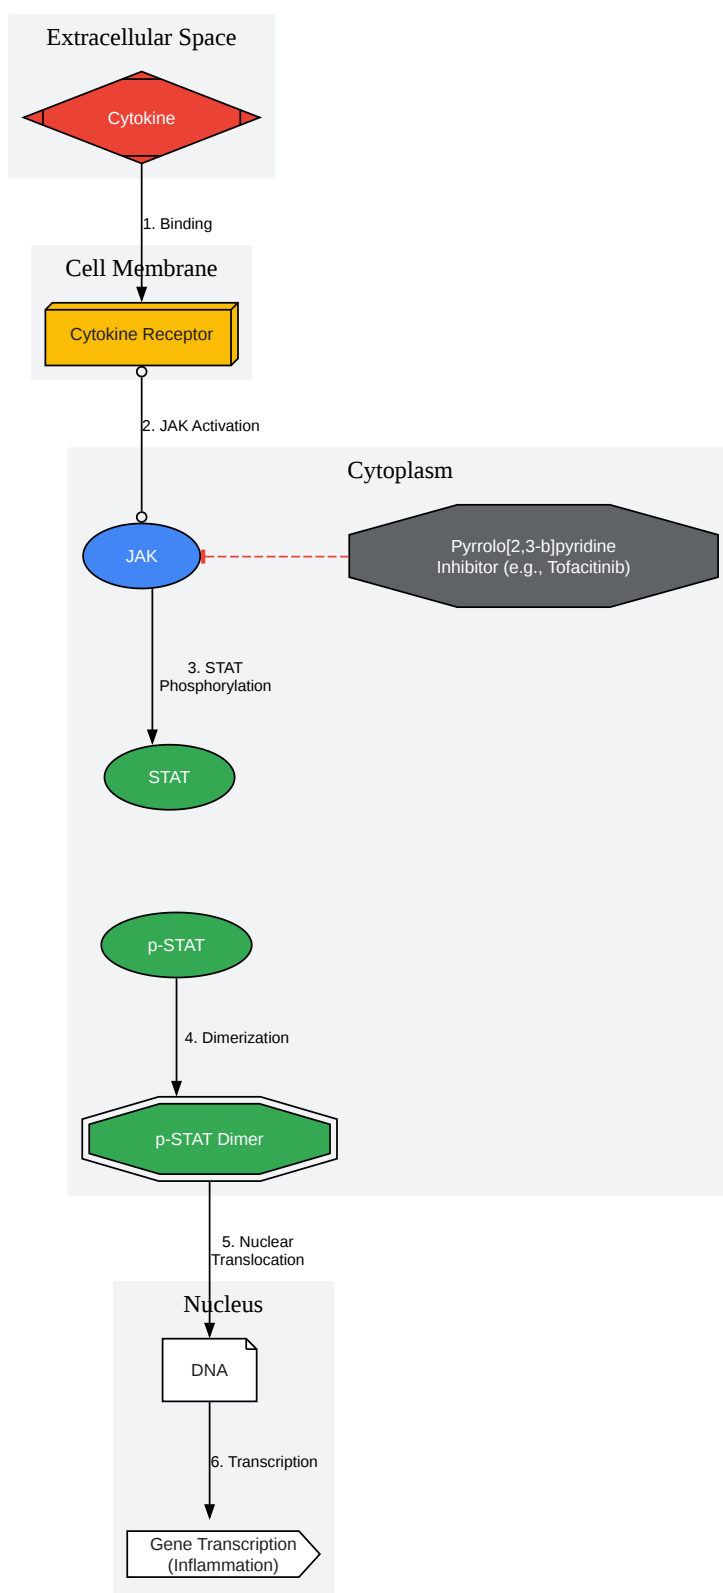 Extracellular Space
Cytokine
1. Binding
Cell Membrane
Cytokine Receptor
2. JAK Activation
Cytoplasm
JAK
Pyrrolo[2,3-b]pyridine
Inhibitor (e.g., Tofacitinib)
3. STAT
Phosphorylation
STAT
p-STAT
4. Dimerization
p-STAT Dimer
5. Nuclear
Translocation
Nucleus
DNA
6. Transcription
Gene Transcription
(Inflammation)